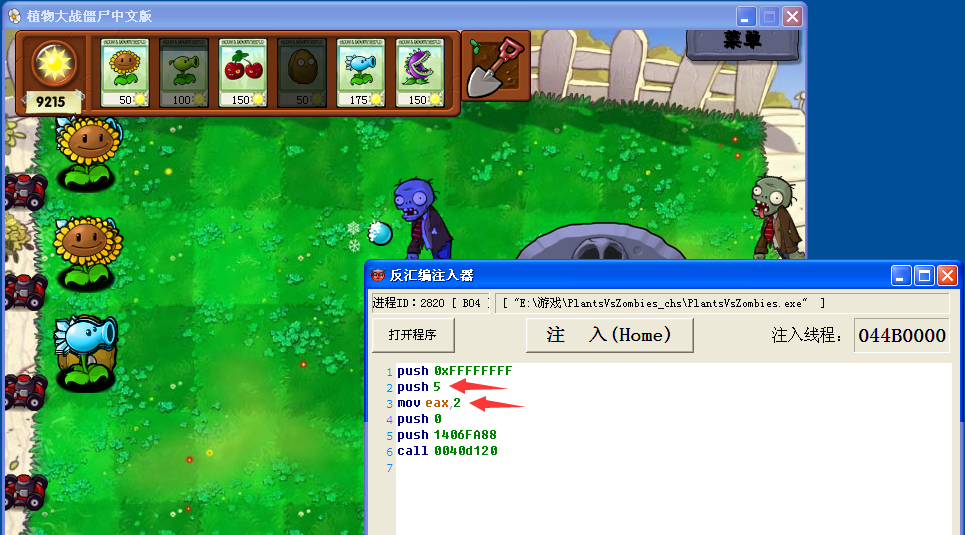 植物大战僵尸中文版
菜单
9215
50
100
150
50
175
150
反汇编注入器
进程ID：2820 [ B04 ]
[ "E:\游戏\PlantsVsZombies_chs\PlantsVsZombies.exe" ]
打开程序
注 入(Home)
注入线程：
044B0000
1 push 0xFFFFFFFF
2 push 5
3 mov eax,2
4 push 0
5 push 1406FA88
6 call 0040d120
7